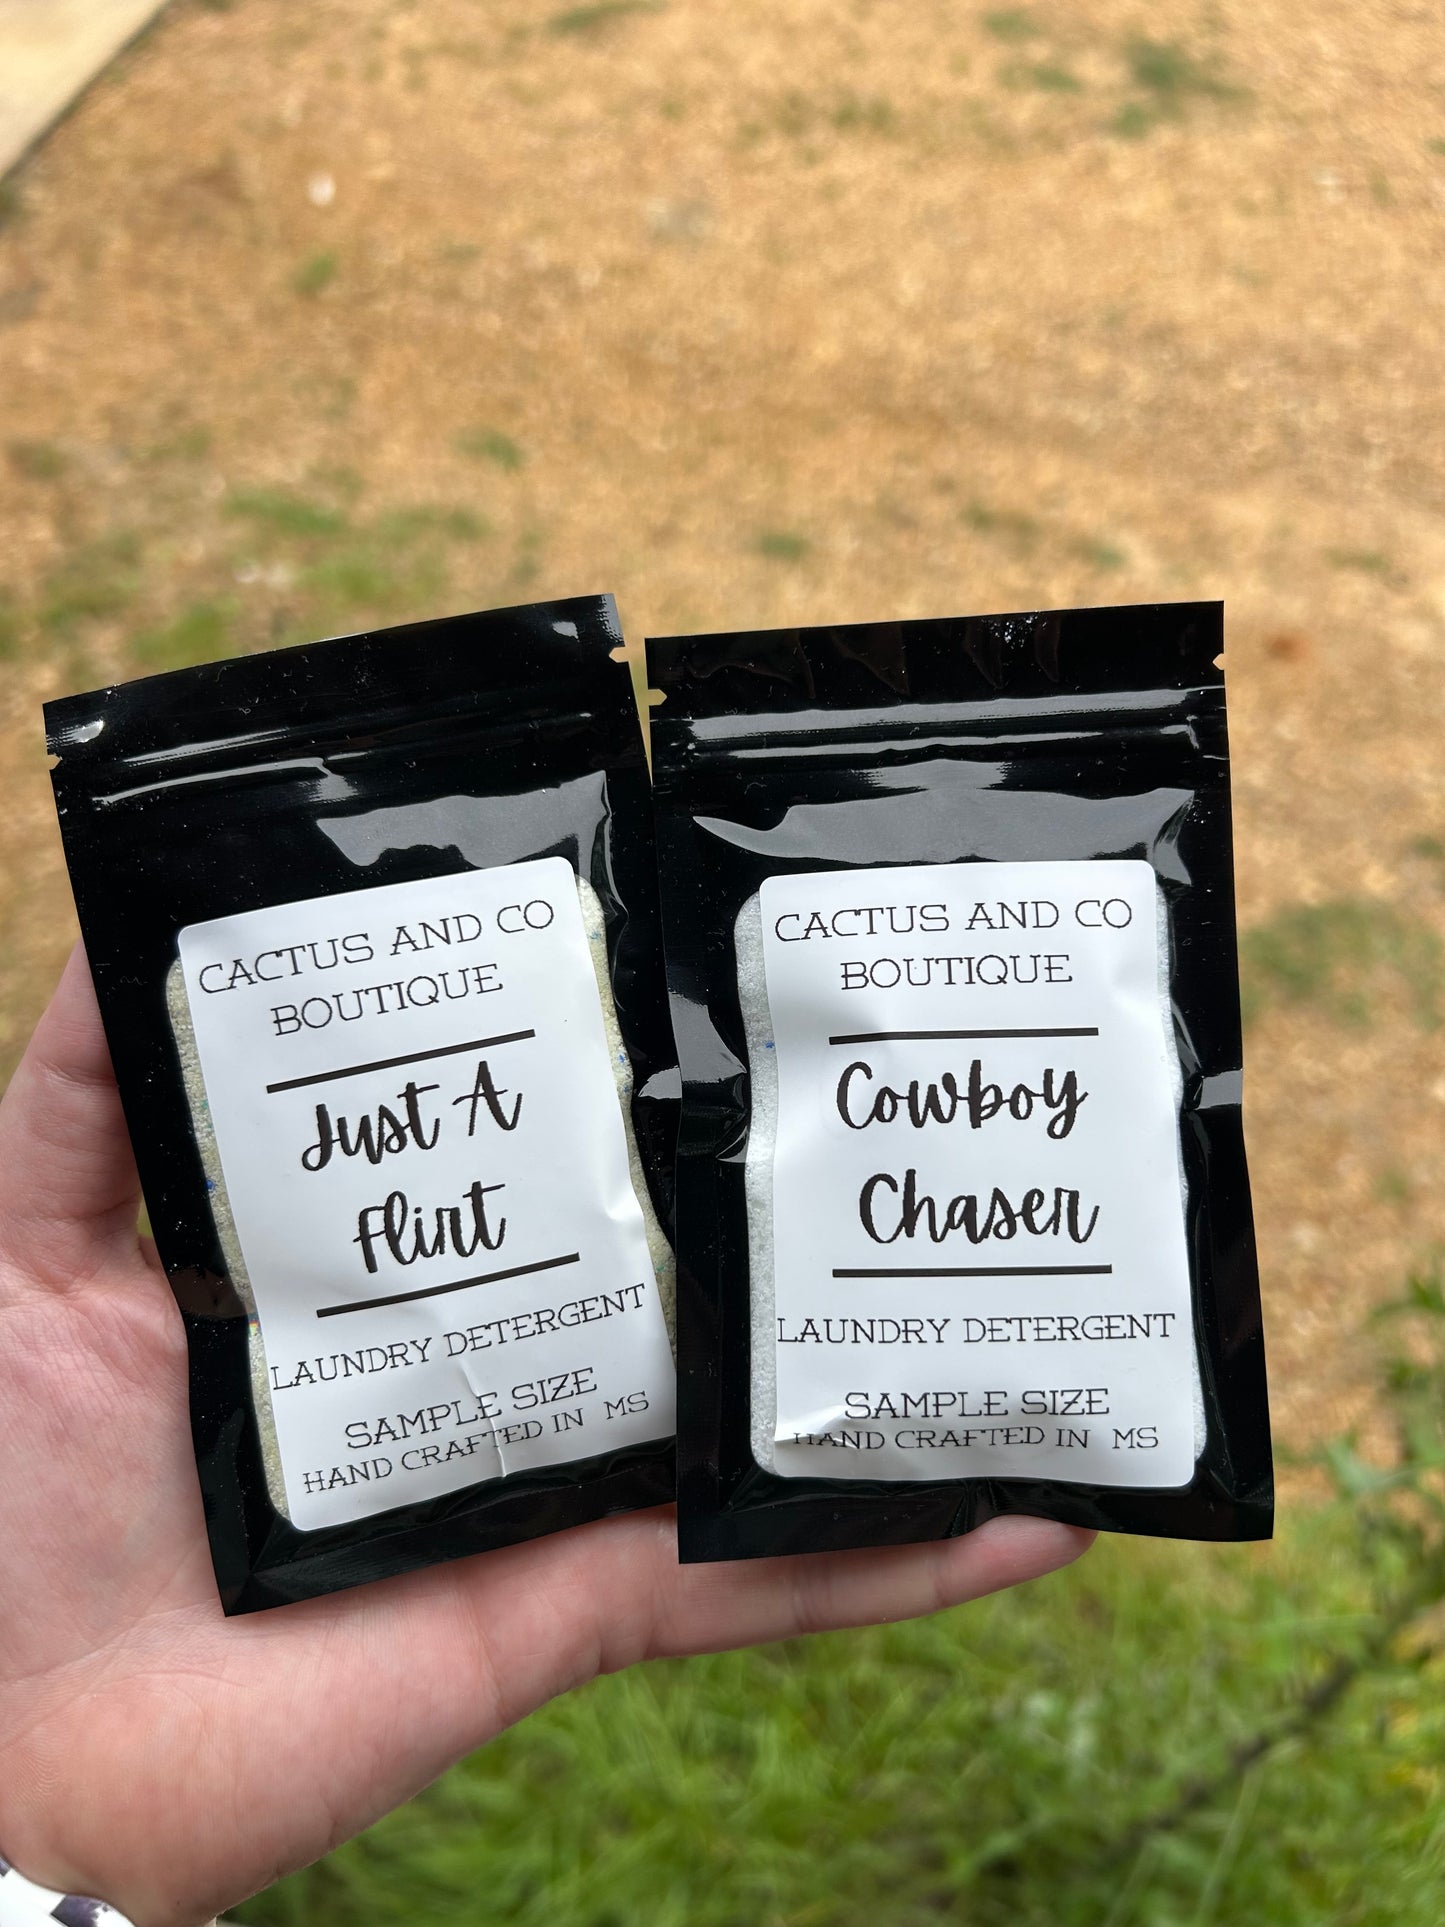 CACTUS AND CO
BOUTIQUE
Just A
Flirt
LAUNDRY DETERGENT
SAMPLE SIZE
HAND CRAFTED IN MS
CACTUS AND CO
BOUTIQUE
Cowboy
Chaser
LAUNDRY DETERGENT
SAMPLE SIZE
HAND CRAFTED IN MS